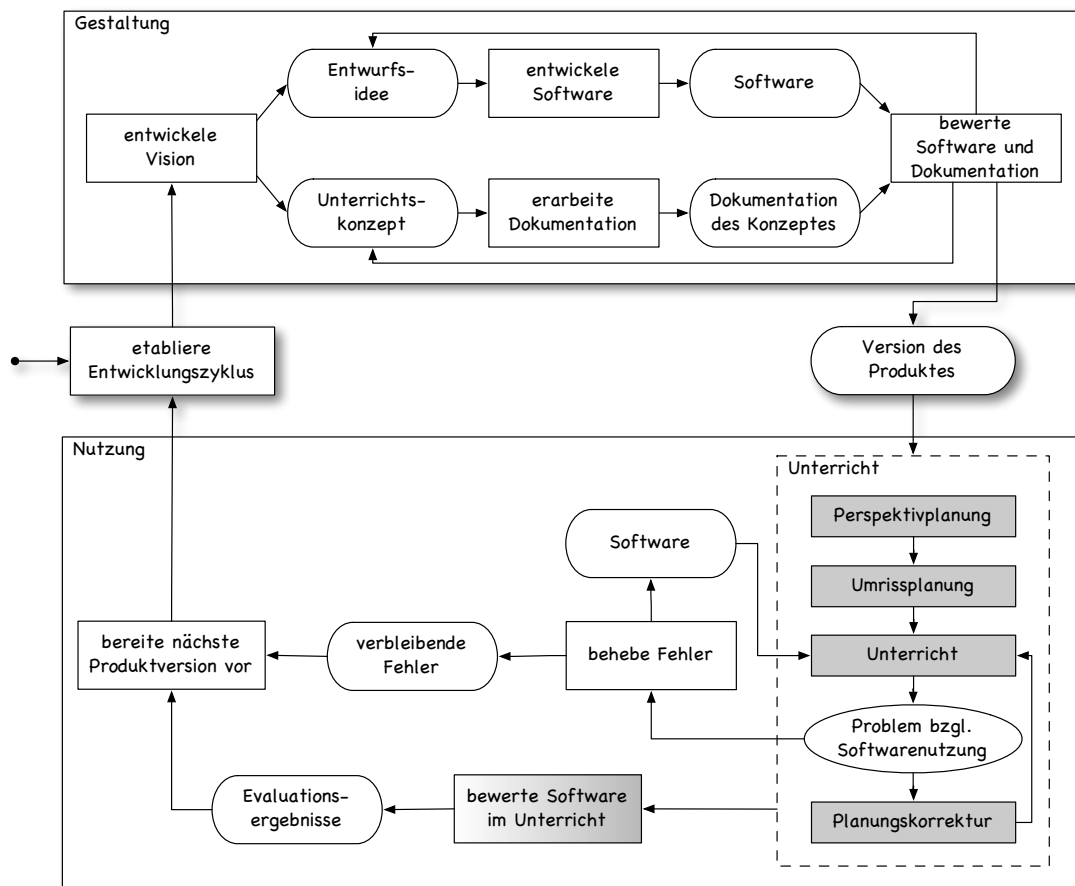 Gestaltung
Entwurfs-
idee
entwickele
Software
Software
entwickele
Vision
bewerte
Software und
Dokumentation
Unterrichts-
konzept
erarbeite
Dokumentation
Dokumentation
des Konzeptes
etabliere
Entwicklungszyklus
Version des
Produktes
Nutzung
Unterricht
Perspektivplanung
Software
Umrissplanung
bereite nächste
Produktversion vor
verbleibende
Fehler
behebe Fehler
Unterricht
Problem bzgl.
Softwarenutzung
Evaluations-
ergebnisse
bewerte Software
im Unterricht
Planungskorrektur